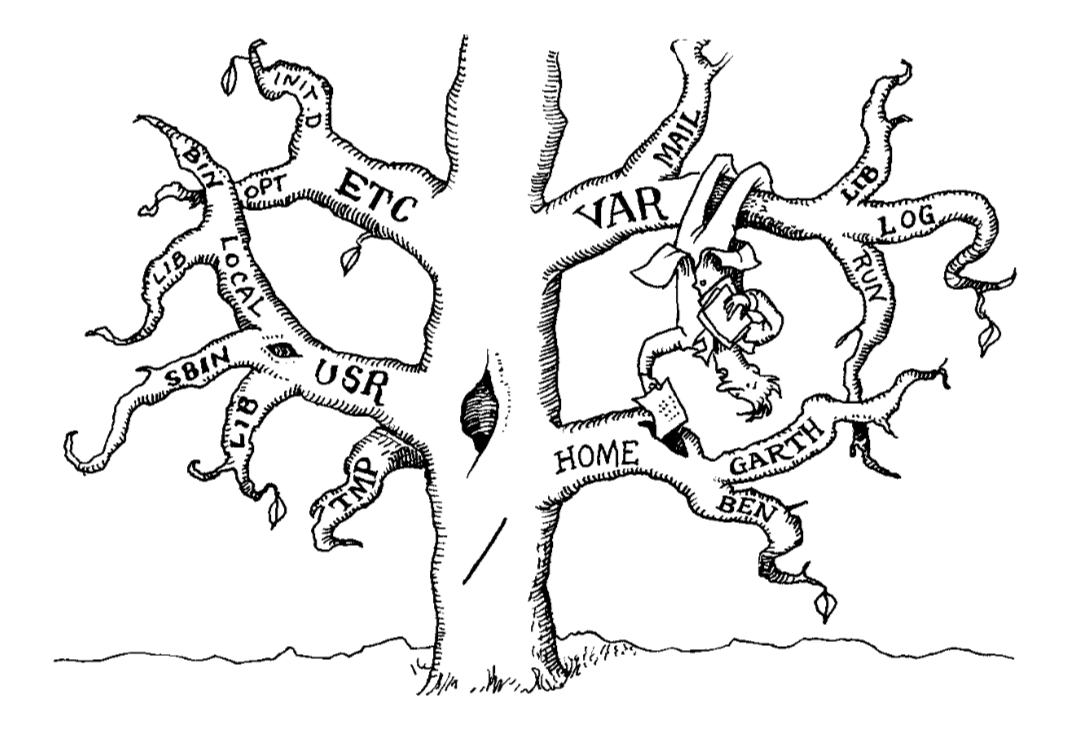 INIT.D
ETC
OPT
BIN
LIB
LOCAL
SBIN
USR
LIB
TMP
MAIL
VAR
LIB
LOG
RUN
HOME
GARTH
BEN
/